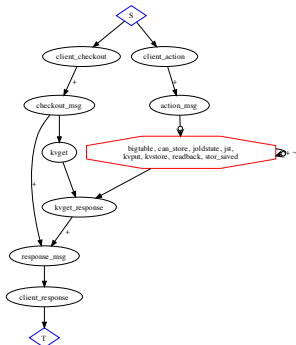 S
client_checkout
client_action
+
+
checkout_msg
action_msg
kvget
bigtable, can_store, joldstate, jst,
kvput, kvstore, readback, stor_saved
+ ¬
+
kvget_response
+
response_msg
client_response
T